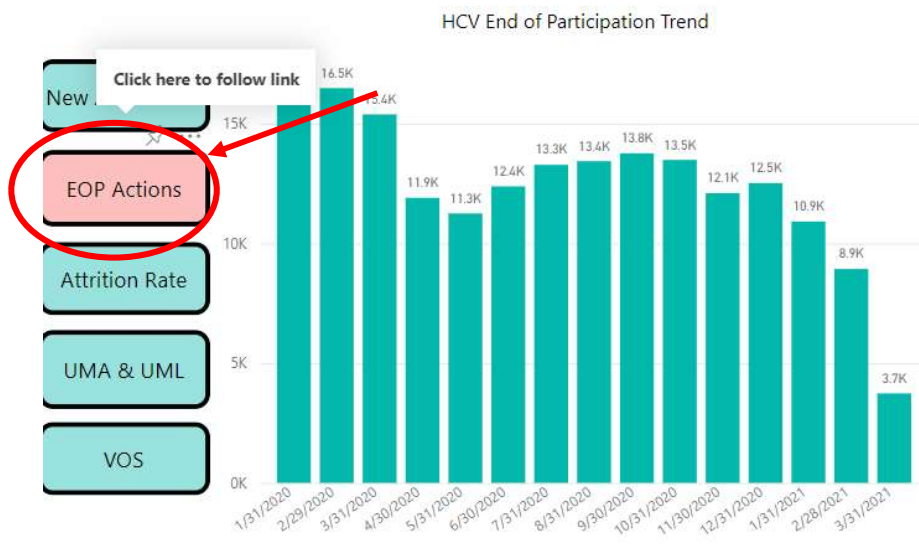 HCV End of Participation Trend
Click here to follow link
New
EOP Actions
Attrition Rate
UMA & UML
VOS
15K
10K
5K
0K
16.5K
15.4K
11.9K
11.3K
12.4K
13.3K
13.4K
13.8K
13.5K
12.1K
12.5K
10.9K
8.9K
3.7K
1/31/2020
2/29/2020
3/31/2020
4/30/2020
5/31/2020
6/30/2020
7/31/2020
8/31/2020
9/30/2020
10/31/2020
11/30/2020
12/31/2020
1/31/2021
2/28/2021
3/31/2021